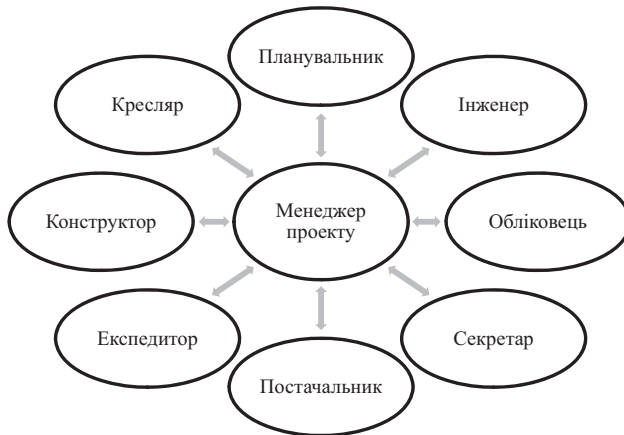 Планувальник
Кресляр
Інженер
Менеджер
проекту
Конструктор
Обліковець
Експедитор
Секретар
Постачальник